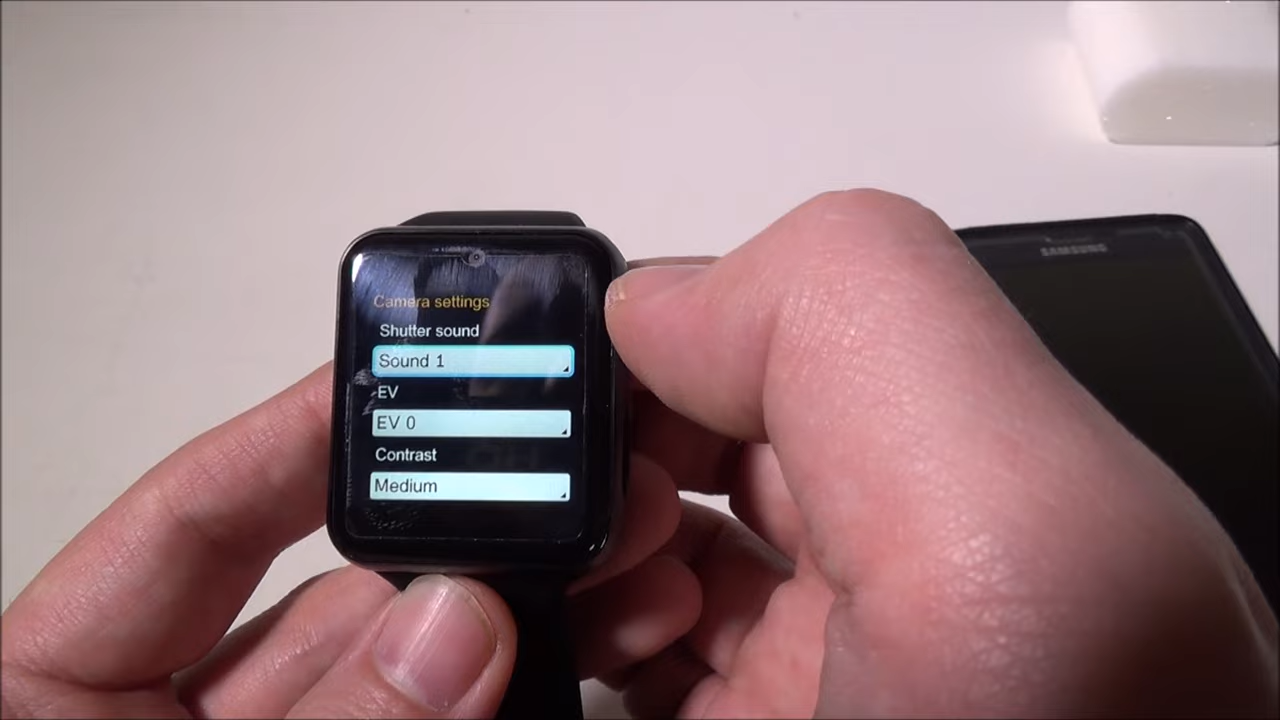 Camera settings
Shutter sound
Sound 1
EV
EV 0
Contrast
Medium
SAMSUNG